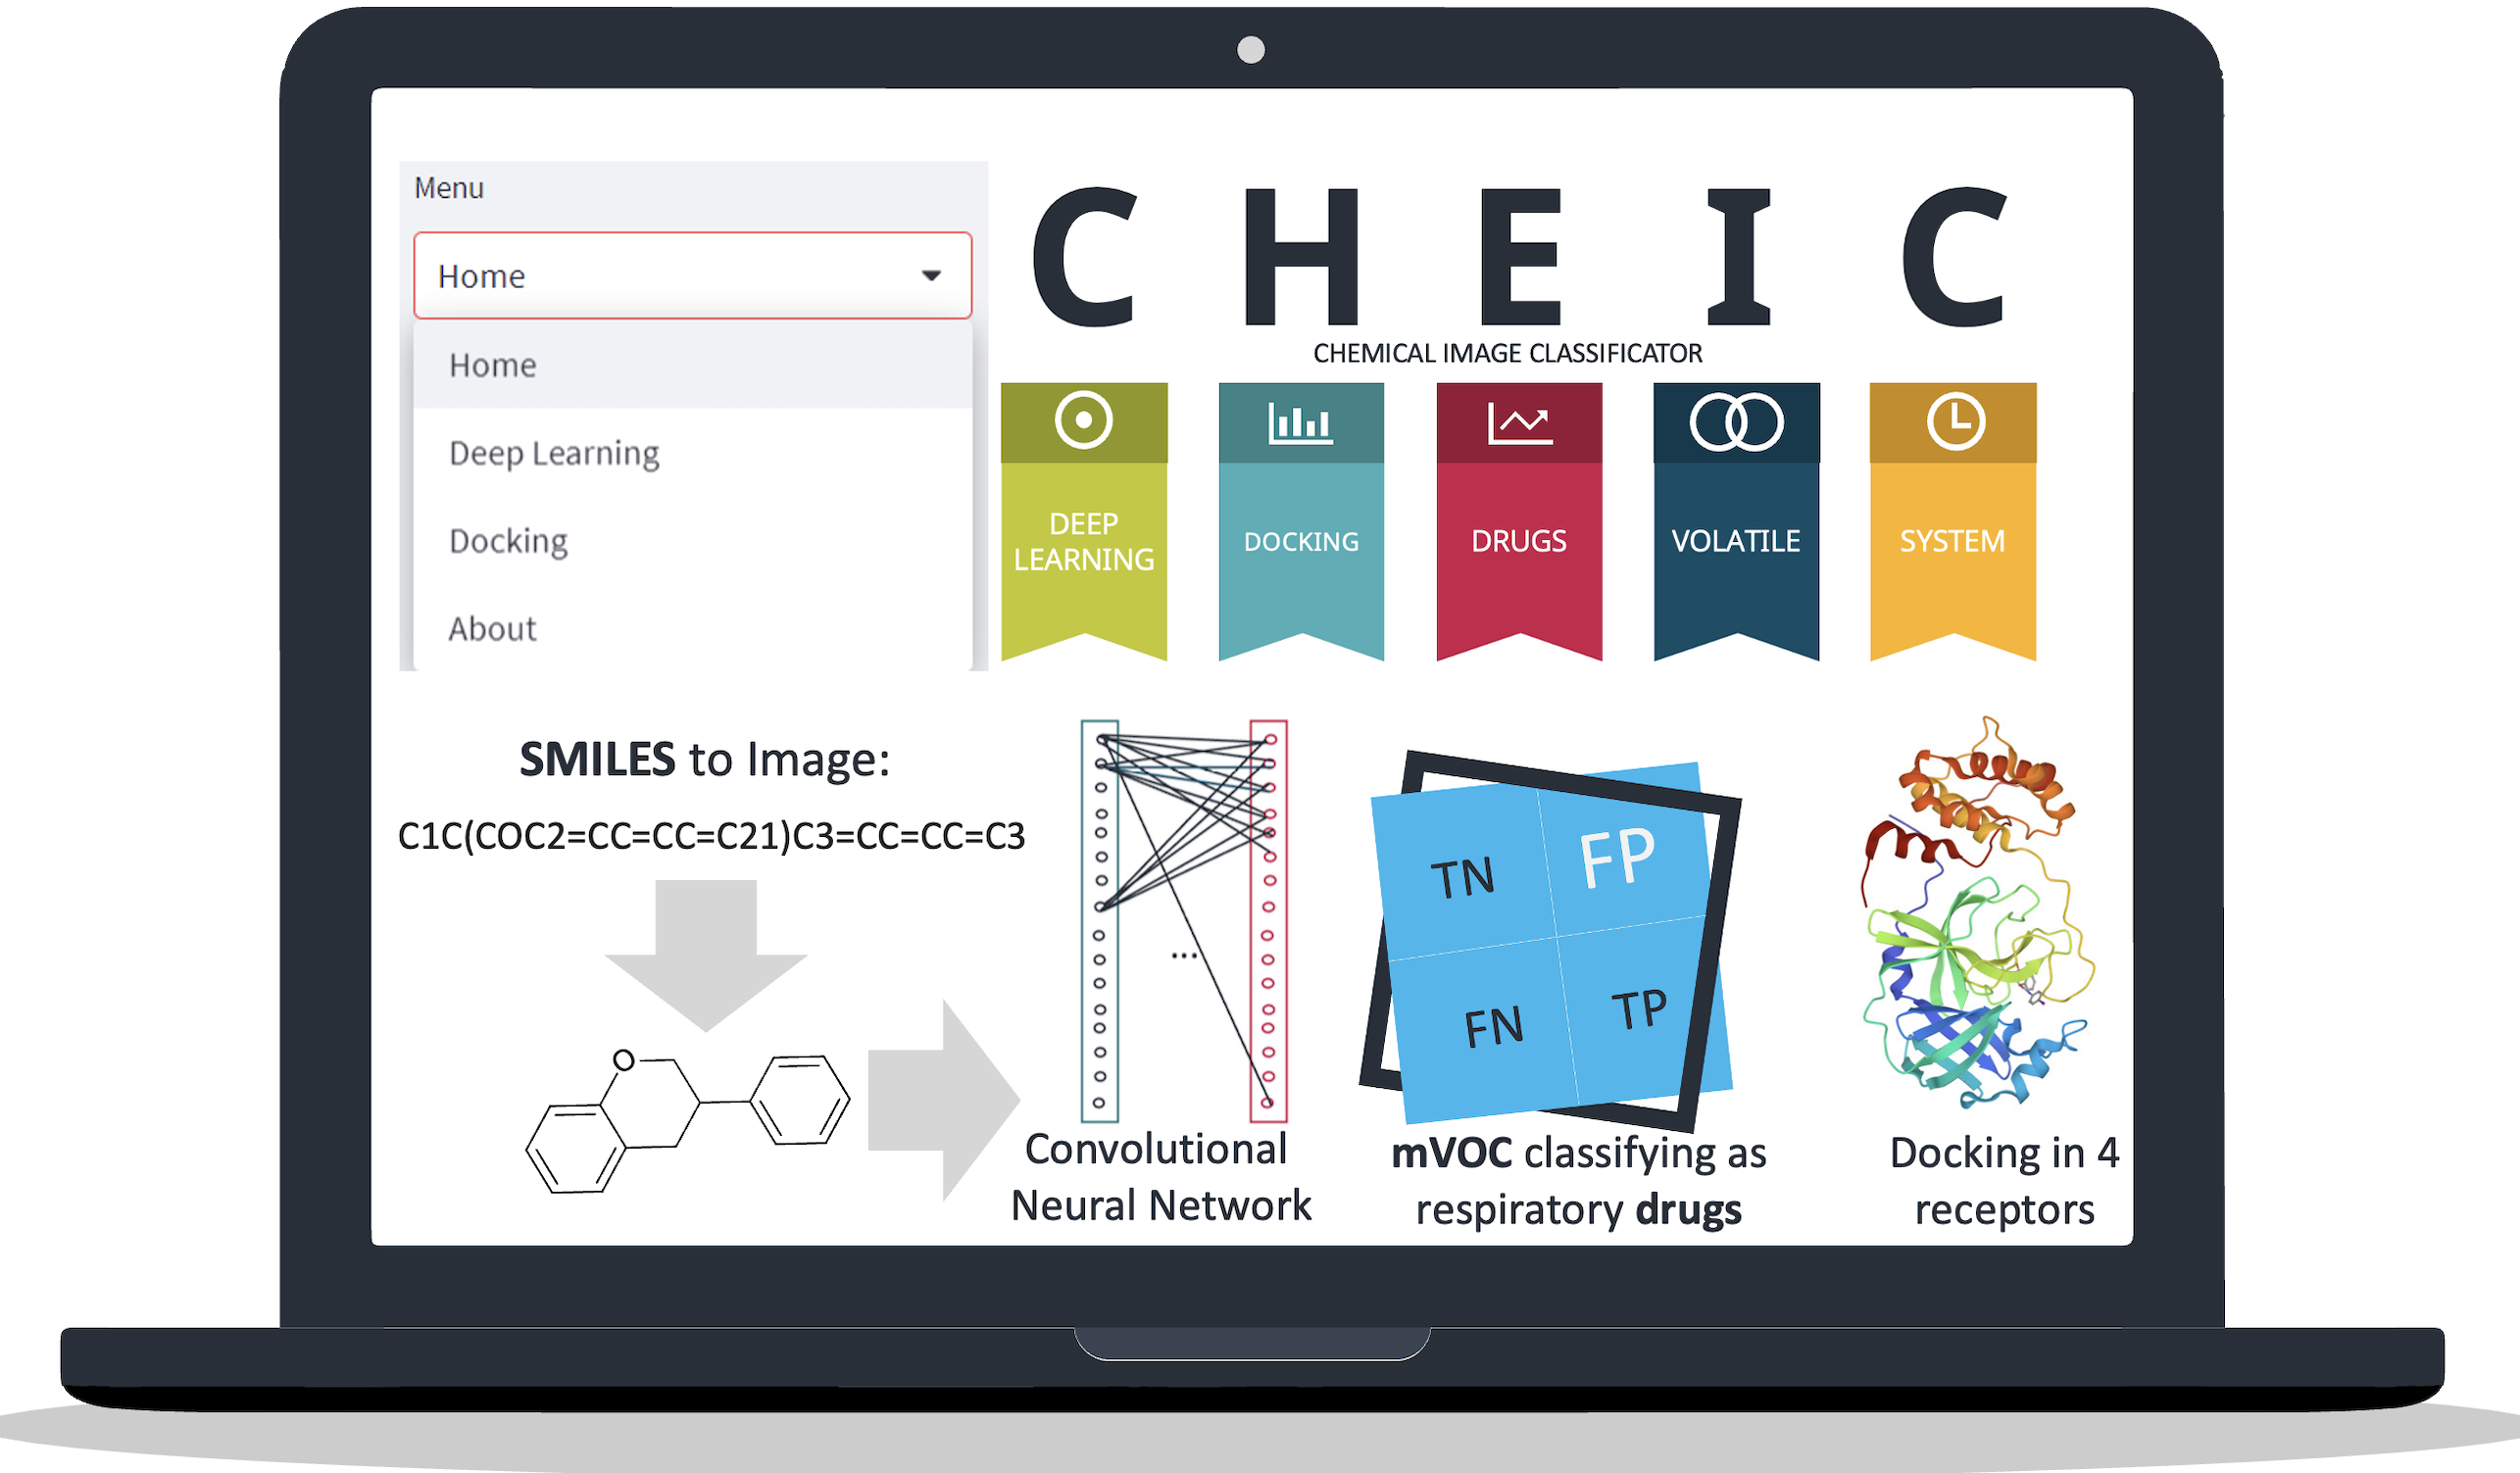 Menu
Home
Home
Deep Learning
Docking
About
C H E I C
CHEMICAL IMAGE CLASSIFICATOR
DEEP
LEARNING
DOCKING
DRUGS
VOLATILE
SYSTEM
SMILES to Image:
C1C(COC2=CC=CC=C21)C3=CC=CC=C3
O
...
Convolutional
Neural Network
TN
FP
FN
TP
mVOC classifying as
respiratory drugs
Docking in 4
receptors